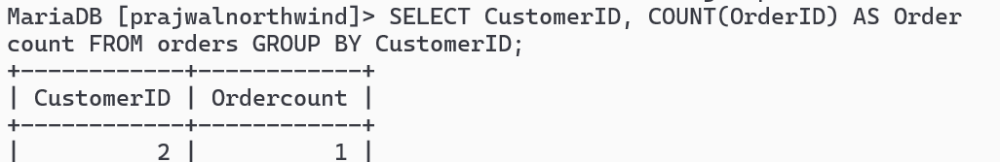 MariaDB [prajwalnorthwind]> SELECT CustomerID, COUNT(OrderID) AS Order
count FROM orders GROUP BY CustomerID;
+------------+------------+
| CustomerID | Ordercount |
+------------+------------+
|          2 |          1 |